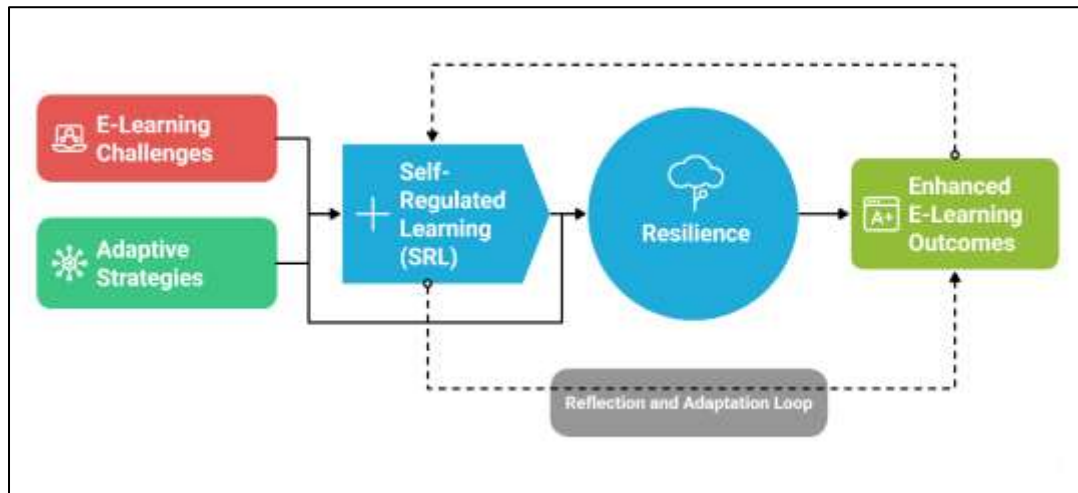 E-Learning
Challenges
Adaptive
Strategies
Self-
Regulated
Learning
(SRL)
Resilience
A+
Enhanced
E-Learning
Outcomes
Reflection and Adaptation Loop